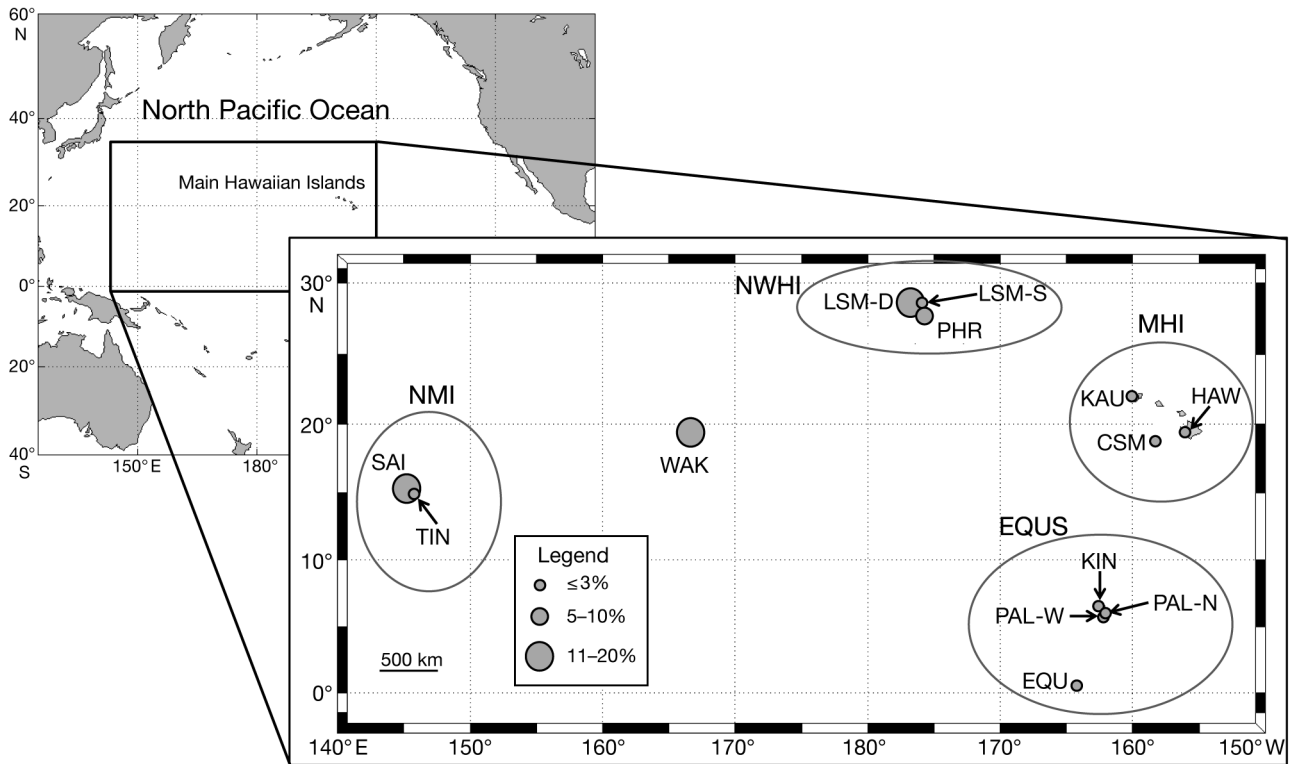 60°
N
40°
20°
0°
20°
40°
S
150°E
180°
North Pacific Ocean
Main Hawaiian Islands
30°
N
20°
10°
0°
140°E
150°
160°
170°
180°
170°
160°
150°W
NWHI
LSM-D
LSM-S
PHR
MHI
KAU
HAW
CSM
NMI
SAI
TIN
WAK
EQUS
KIN
PAL-W
PAL-N
EQU
Legend
≤3%
5–10%
11–20%
500 km